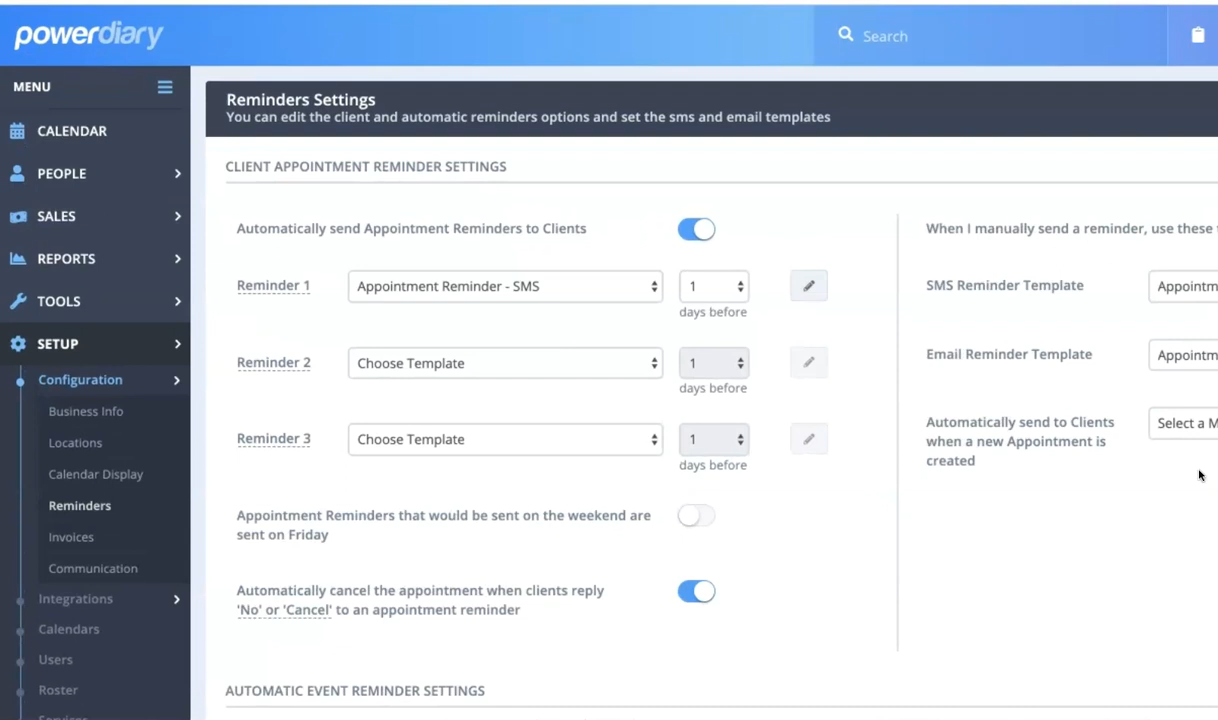 powerdiary
Search
MENU
CALENDAR
PEOPLE
SALES
REPORTS
TOOLS
SETUP
Configuration
Business Info
Locations
Calendar Display
Reminders
Invoices
Communication
Integrations
Calendars
Users
Roster
Reminders Settings
You can edit the client and automatic reminders options and set the sms and email templates
CLIENT APPOINTMENT REMINDER SETTINGS
Automatically send Appointment Reminders to Clients
Reminder 1 Appointment Reminder - SMS 1
days before
Reminder 2 Choose Template 1
days before
Reminder 3 Choose Template 1
days before
Appointment Reminders that would be sent on the weekend are
sent on Friday
Automatically cancel the appointment when clients reply
'No' or 'Cancel' to an appointment reminder
When I manually send a reminder, use these
SMS Reminder Template Appointm
Email Reminder Template Appointm
Automatically send to Clients
when a new Appointment is
created
Select a M
AUTOMATIC EVENT REMINDER SETTINGS